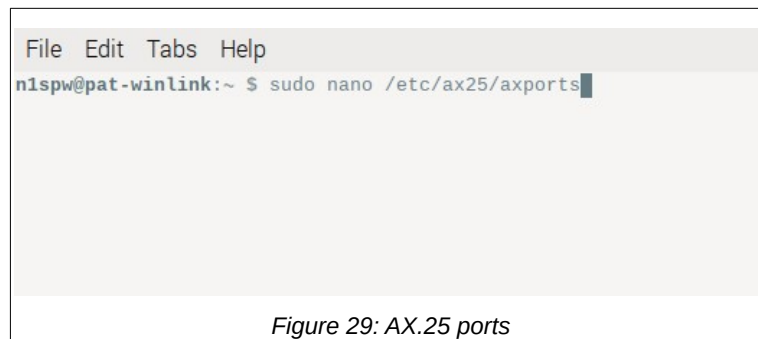 File Edit Tabs Help
n1spw@pat-winlink:~ $ sudo nano /etc/ax25/axports
Figure 29: AX.25 ports